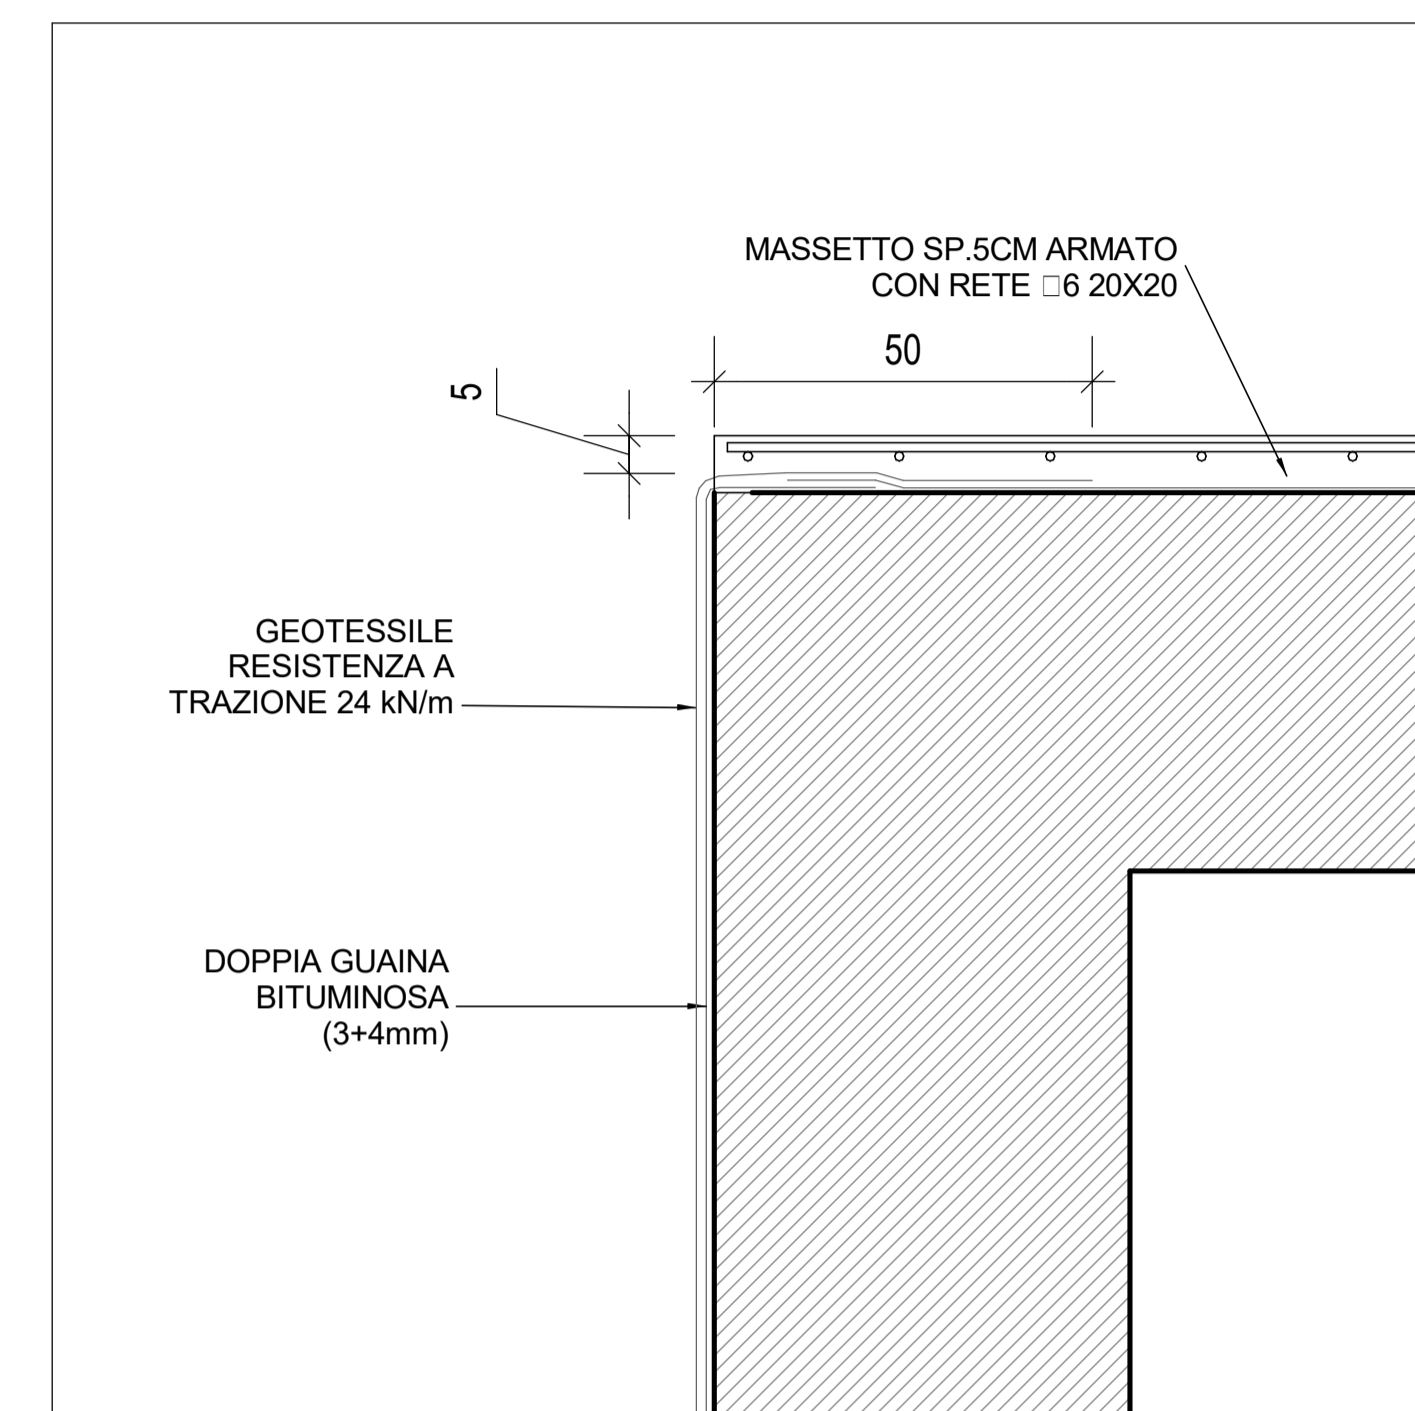 MASSETTO SP.5CM ARMATO
CON RETE □6 20X20
50
5
GEOTESSILE
RESISTENZA A
TRAZIONE 24 kN/m
DOPPIA GUAINA
BITUMINOSA
(3+4mm)